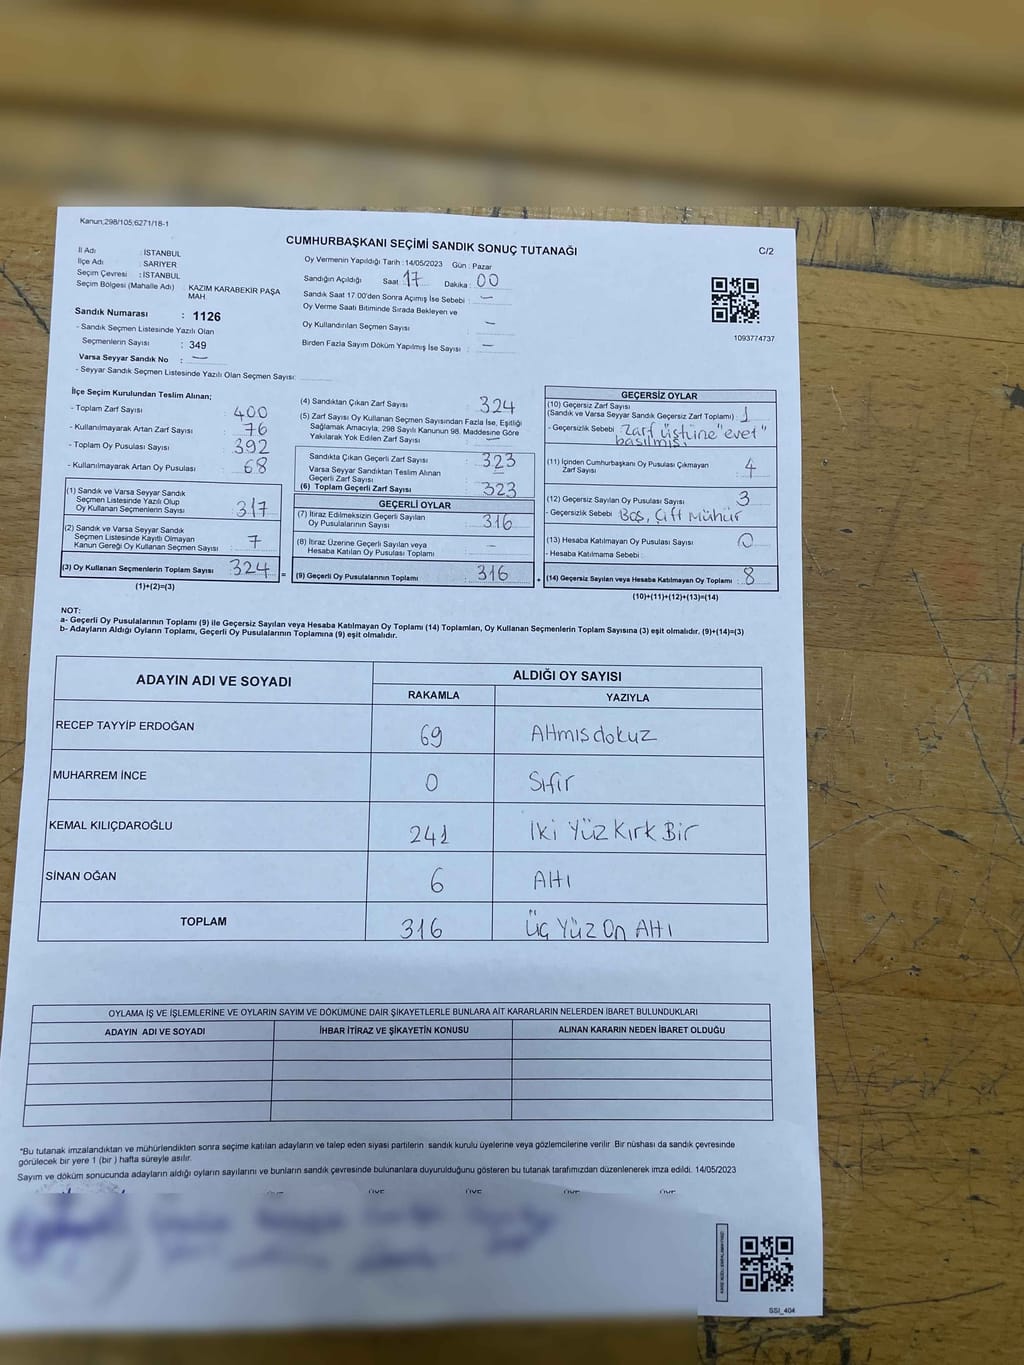 Kanun;298/105;6271/18-1
CUMHURBAŞKANI SEÇİMİ SANDIK SONUÇ TUTANAĞI
C/2
İl Adı : İSTANBUL
İlçe Adı : SARIYER
Seçim Çevresi : İSTANBUL
Seçim Bölgesi (Mahalle Adı) : KAZIM KARABEKİR PAŞA
MAH.
Sandık Numarası : 1126
- Sandık Seçmen Listesinde Yazılı Olan
Seçmenlerin Sayısı : 349
Varsa Seyyar Sandık No : —
- Seyyar Sandık Seçmen Listesinde Yazılı Olan Seçmen Sayısı:
Oy Vermenin Yapıldığı Tarih : 14/05/2023 Gün : Pazar
Sandığın Açıldığı Saat : 17 Dakika : 00
Sandık Saat 17.00'den Sonra Açımış İse Sebebi : —
Oy Verme Saati Bitiminde Sırada Bekleyen ve
Oy Kullandırılan Seçmen Sayısı : —
Birden Fazla Sayım Döküm Yapılmış İse Sayısı : —
1093774737
İlçe Seçim Kurulundan Teslim Alınan;
- Toplam Zarf Sayısı : 400
- Kullanılmayarak Artan Zarf Sayısı : 76
- Toplam Oy Pusulası Sayısı : 392
- Kullanılmayarak Artan Oy Pusulası : 68
(1) Sandık ve Varsa Seyyar Sandık
Seçmen Listesinde Yazılı Olup
Oy Kullanan Seçmenlerin Sayısı : 317
(2) Sandık ve Varsa Seyyar Sandık
Seçmen Listesinde Kayıtlı Olmayan
Kanun Gereği Oy Kullanan Seçmen Sayısı : 7
(3) Oy Kullanan Seçmenlerin Toplam Sayısı : 324 =
(1)+(2)=(3)
(4) Sandıktan Çıkan Zarf Sayısı : 324
(5) Zarf Sayısı Oy Kullanan Seçmen Sayısından Fazla İse, Eşitliği
Sağlamak Amacıyla, 298 Sayılı Kanunun 98. Maddesine Göre
Yakılarak Yok Edilen Zarf Sayısı : —
Sandıkta Çıkan Geçerli Zarf Sayısı : 323
Varsa Seyyar Sandıktan Teslim Alınan
Geçerli Zarf Sayısı : —
(6) Toplam Geçerli Zarf Sayısı : 323
GEÇERLİ OYLAR
(7) İtiraz Edilmeksizin Geçerli Sayılan
Oy Pusulalarının Sayısı : 316
(8) İtiraz Üzerine Geçerli Sayılan veya
Hesaba Katılan Oy Pusulası Toplamı : —
(9) Geçerli Oy Pusulalarının Toplamı : 316 +
GEÇERSİZ OYLAR
(10) Geçersiz Zarf Sayısı
(Sandık ve Varsa Seyyar Sandık Geçersiz Zarf Toplamı) : 1
- Geçersizlik Sebebi : Zarf üstüne "evet"
basılmış
(11) İçinden Cumhurbaşkanı Oy Pusulası Çıkmayan
Zarf Sayısı : 4
(12) Geçersiz Sayılan Oy Pusulası Sayısı : 3
- Geçersizlik Sebebi : Boş, Çift Mühür
(13) Hesaba Katılmayan Oy Pusulası Sayısı : 0
- Hesaba Katılmama Sebebi :
(14) Geçersiz Sayılan veya Hesaba Katılmayan Oy Toplamı : 8
(10)+(11)+(12)+(13)=(14)
NOT:
a- Geçerli Oy Pusulalarının Toplamı (9) ile Geçersiz Sayılan veya Hesaba Katılmayan Oy Toplamı (14) Toplamları, Oy Kullanan Seçmenlerin Toplam Sayısına (3) eşit olmalıdır. (9)+(14)=(3)
b- Adayların Aldığı Oyların Toplamı, Geçerli Oy Pusulalarının Toplamına (9) eşit olmalıdır.
ADAYIN ADI VE SOYADI
ALDIĞI OY SAYISI
RAKAMLA YAZIYLA
RECEP TAYYİP ERDOĞAN 69 Altmışdokuz
MUHARREM İNCE 0 Sıfır
KEMAL KILIÇDAROĞLU 241 İki Yüz Kırk Bir
SİNAN OĞAN 6 Altı
TOPLAM 316 Üç Yüz On Altı
OYLAMA İŞ VE İŞLEMLERİNE VE OYLARIN SAYIM VE DÖKÜMÜNE DAİR ŞİKAYETLERLE BUNLARA AİT KARARLARIN NELERDEN İBARET BULUNDUKLARI
ADAYIN ADI VE SOYADI İHBAR İTİRAZ VE ŞİKAYETİN KONUSU ALINAN KARARIN NEDEN İBARET OLDUĞU
*Bu tutanak imzalandıktan ve mühürlendikten sonra seçime katılan adayların ve talep eden siyasi partilerin sandık kurulu üyelerine veya gözlemcilerine verilir. Bir nüshası da sandık çevresinde
görülecek bir yere 1 (bir) hafta süreyle asılır.
Sayım ve döküm sonucunda adayların aldığı oyların sayılarını ve bunların sandık çevresinde bulunanlara duyurulduğunu gösteren bu tutanak tarafımızdan düzenlenerek imza edildi. 14/05/2023
ÜYE ÜYE ÜYE ÜYE ÜYE
SSI_404